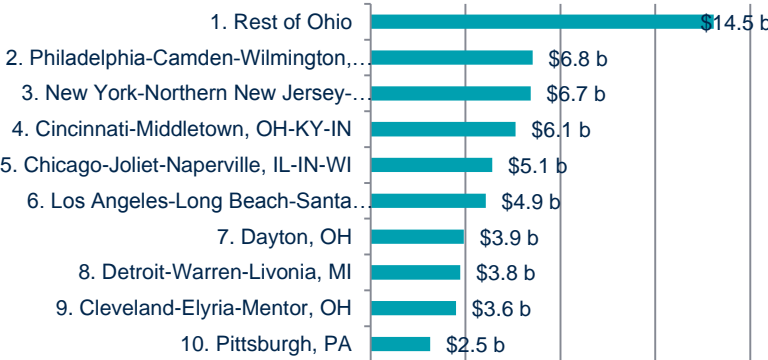 1. Rest of Ohio $14.5 b
2. Philadelphia-Camden-Wilmington,… $6.8 b
3. New York-Northern New Jersey-… $6.7 b
4. Cincinnati-Middletown, OH-KY-IN $6.1 b
5. Chicago-Joliet-Naperville, IL-IN-WI $5.1 b
6. Los Angeles-Long Beach-Santa… $4.9 b
7. Dayton, OH $3.9 b
8. Detroit-Warren-Livonia, MI $3.8 b
9. Cleveland-Elyria-Mentor, OH $3.6 b
10. Pittsburgh, PA $2.5 b